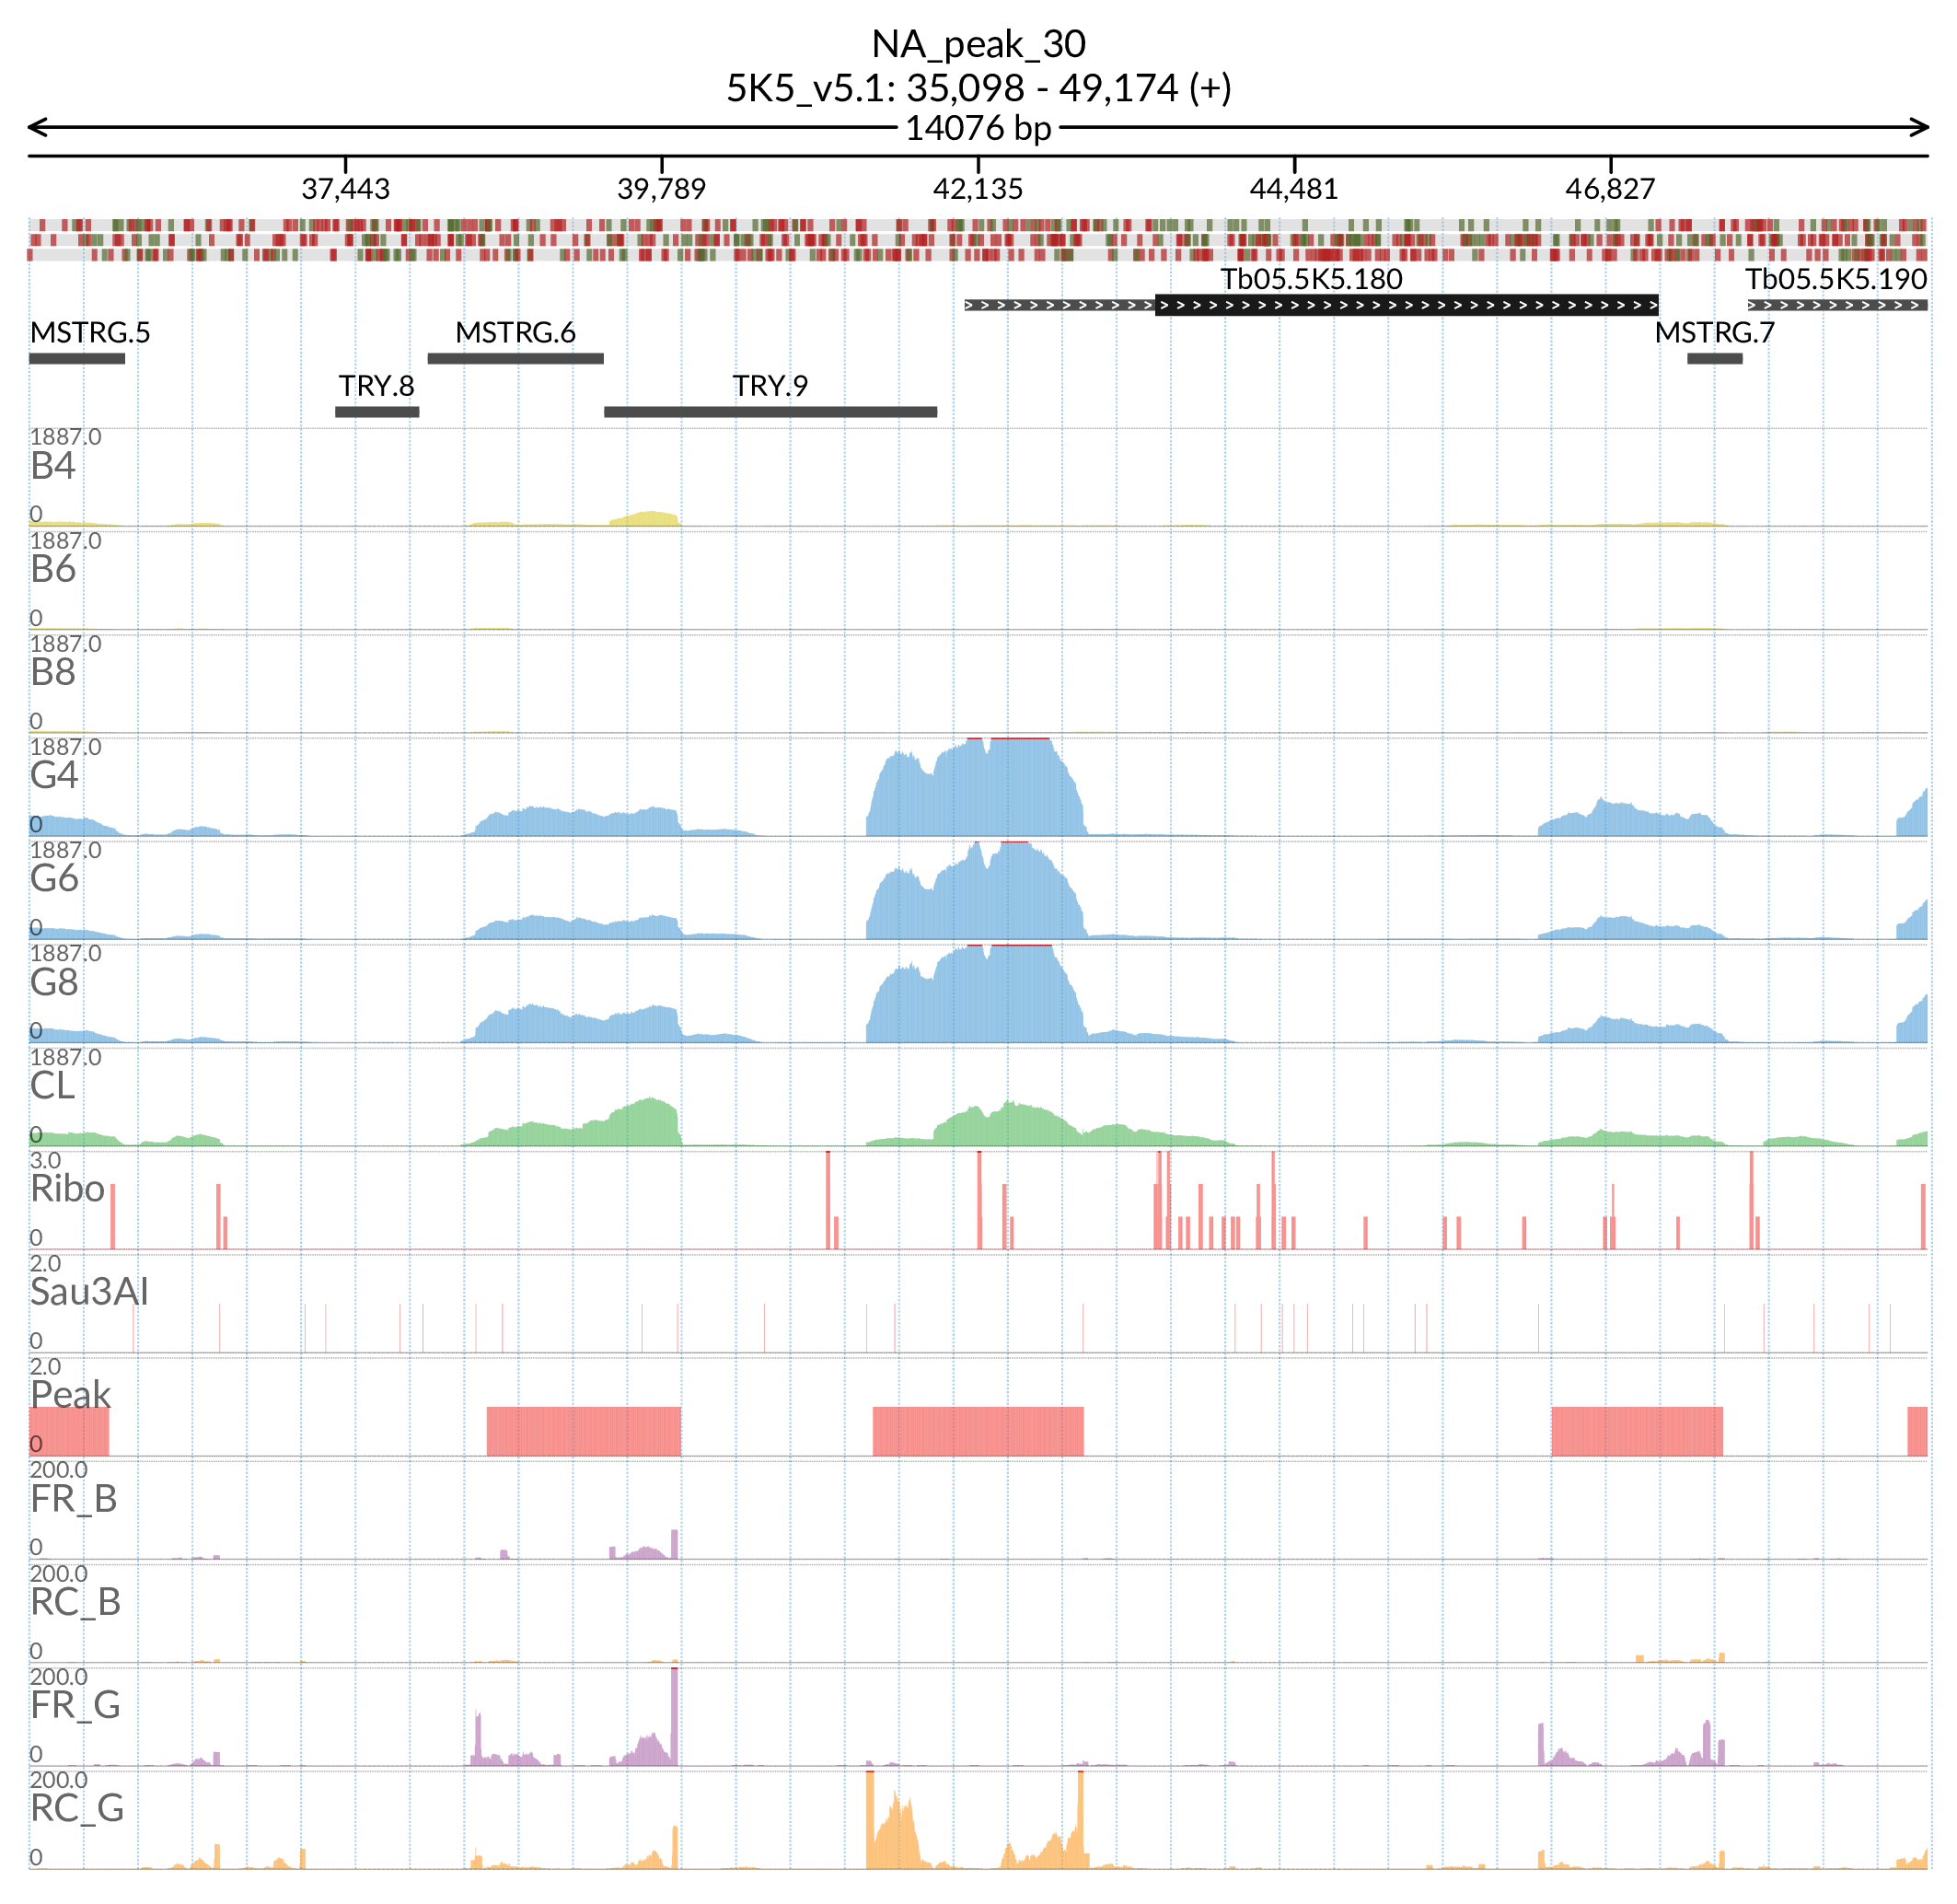 NA_peak_30
5K5_v5.1: 35,098 - 49,174 (+)
14076 bp
37,443 39,789 42,135 44,481 46,827
Tb05.5K5.180 Tb05.5K5.190
MSTRG.5 MSTRG.6 MSTRG.7
TRY.8 TRY.9
1887.0
B4
0
1887.0
B6
0
1887.0
B8
0
1887.0
G4
0
1887.0
G6
0
1887.0
G8
0
1887.0
CL
0
3.0
Ribo
0
2.0
Sau3AI
0
2.0
Peak
0
200.0
FR_B
0
200.0
RC_B
0
200.0
FR_G
0
200.0
RC_G
0